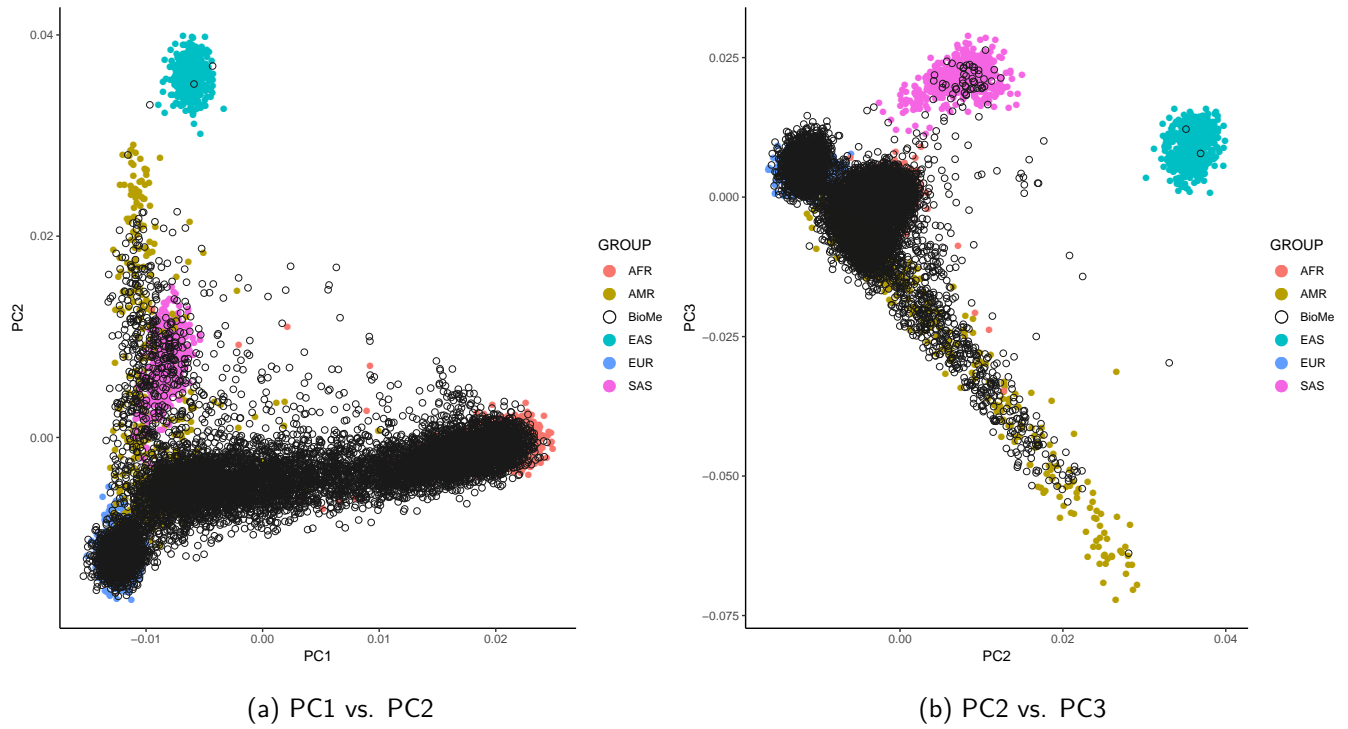 0.04
0.02
0.00
PC2
−0.01
0.00
0.01
0.02
PC1
GROUP
AFR
AMR
BioMe
EAS
EUR
SAS
(a) PC1 vs. PC2
0.025
0.000
−0.025
−0.050
−0.075
PC3
0.00
0.02
0.04
PC2
GROUP
AFR
AMR
BioMe
EAS
EUR
SAS
(b) PC2 vs. PC3